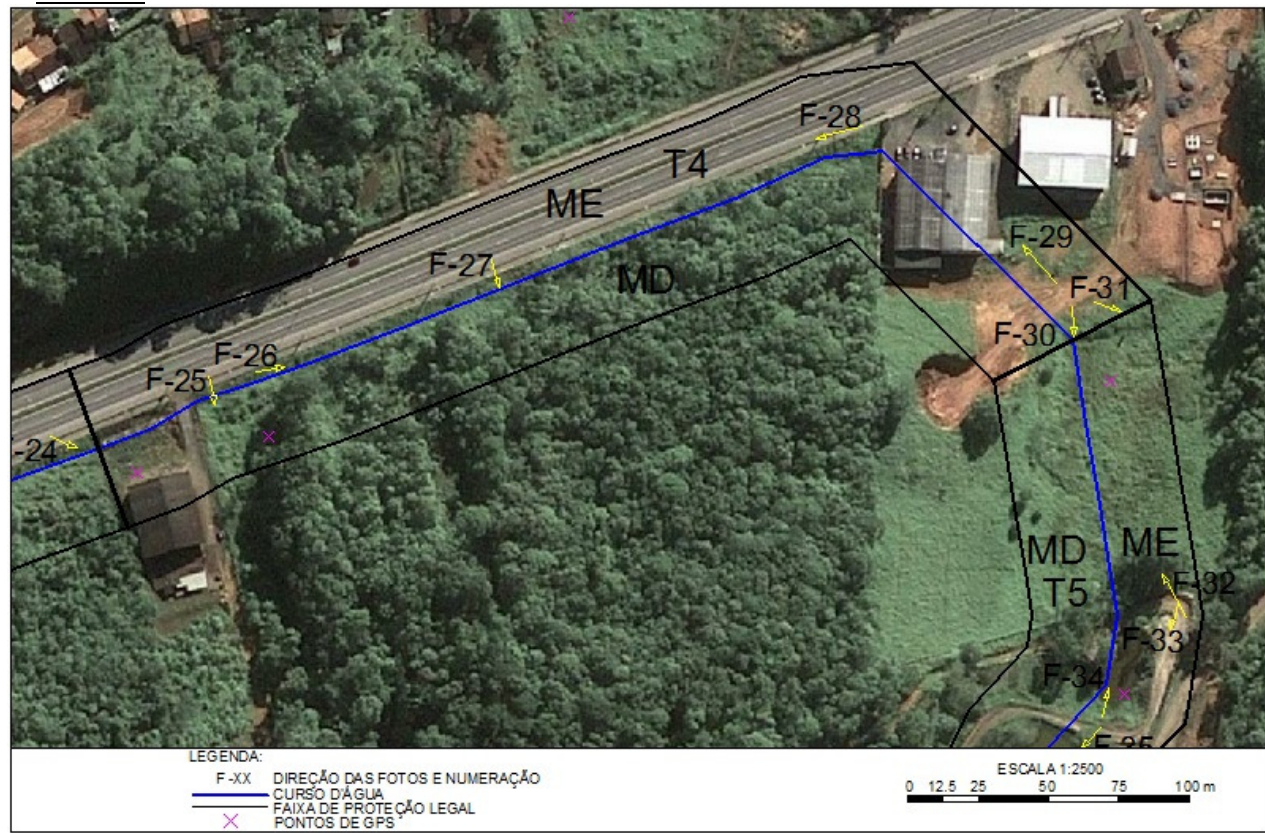 F-28
T4
ME
F-29
F-27
MD
F-31
F-30
F-26
F-25
-24
MD
ME
T5
F-32
F-33
F-34
F-35
LEGENDA:
F -XX DIREÇÃO DAS FOTOS E NUMERAÇÃO
CURSO D'ÁGUA
FAIXA DE PROTEÇÃO LEGAL
PONTOS DE GPS
ESCALA 1:2500
0 12.5 25 50 75 100 m